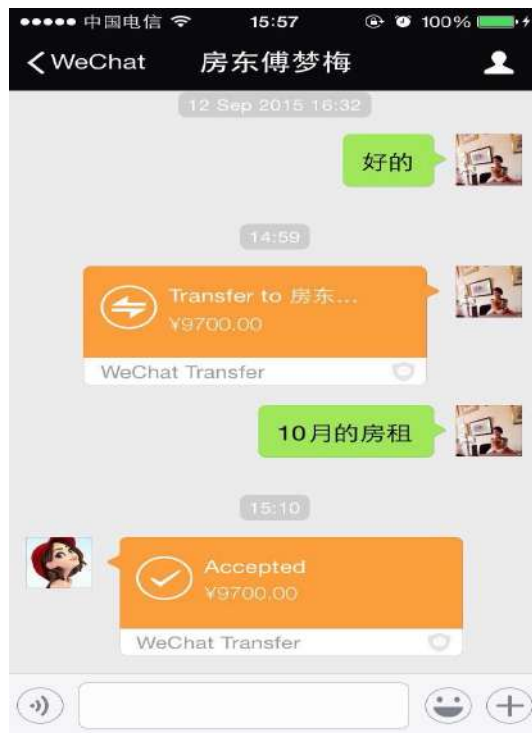 中国电信 15:57 100%
WeChat 房东傅梦梅
12 Sep 2015 16:32
好的
14:59
Transfer to 房东...
¥9700.00
WeChat Transfer
10月的房租
15:10
Accepted
¥9700.00
WeChat Transfer